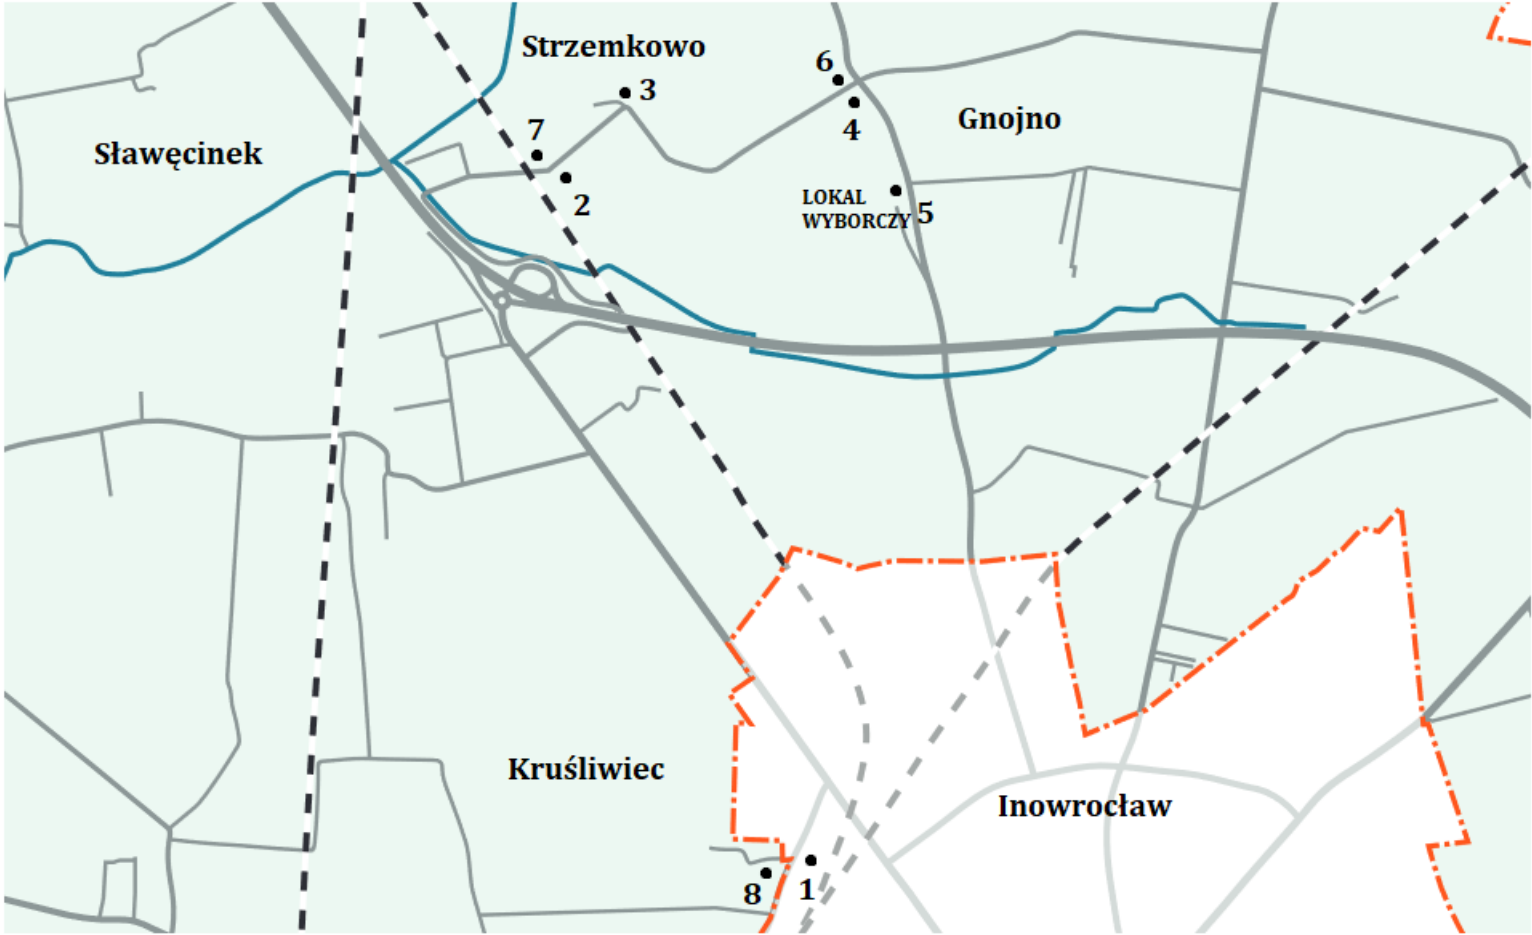 Strzemkowo
6
3
Gnojno
4
7
Sławęcinek
2
LOKAL
WYBORCZY 5
Kruśliwiec
Inowrocław
8
1